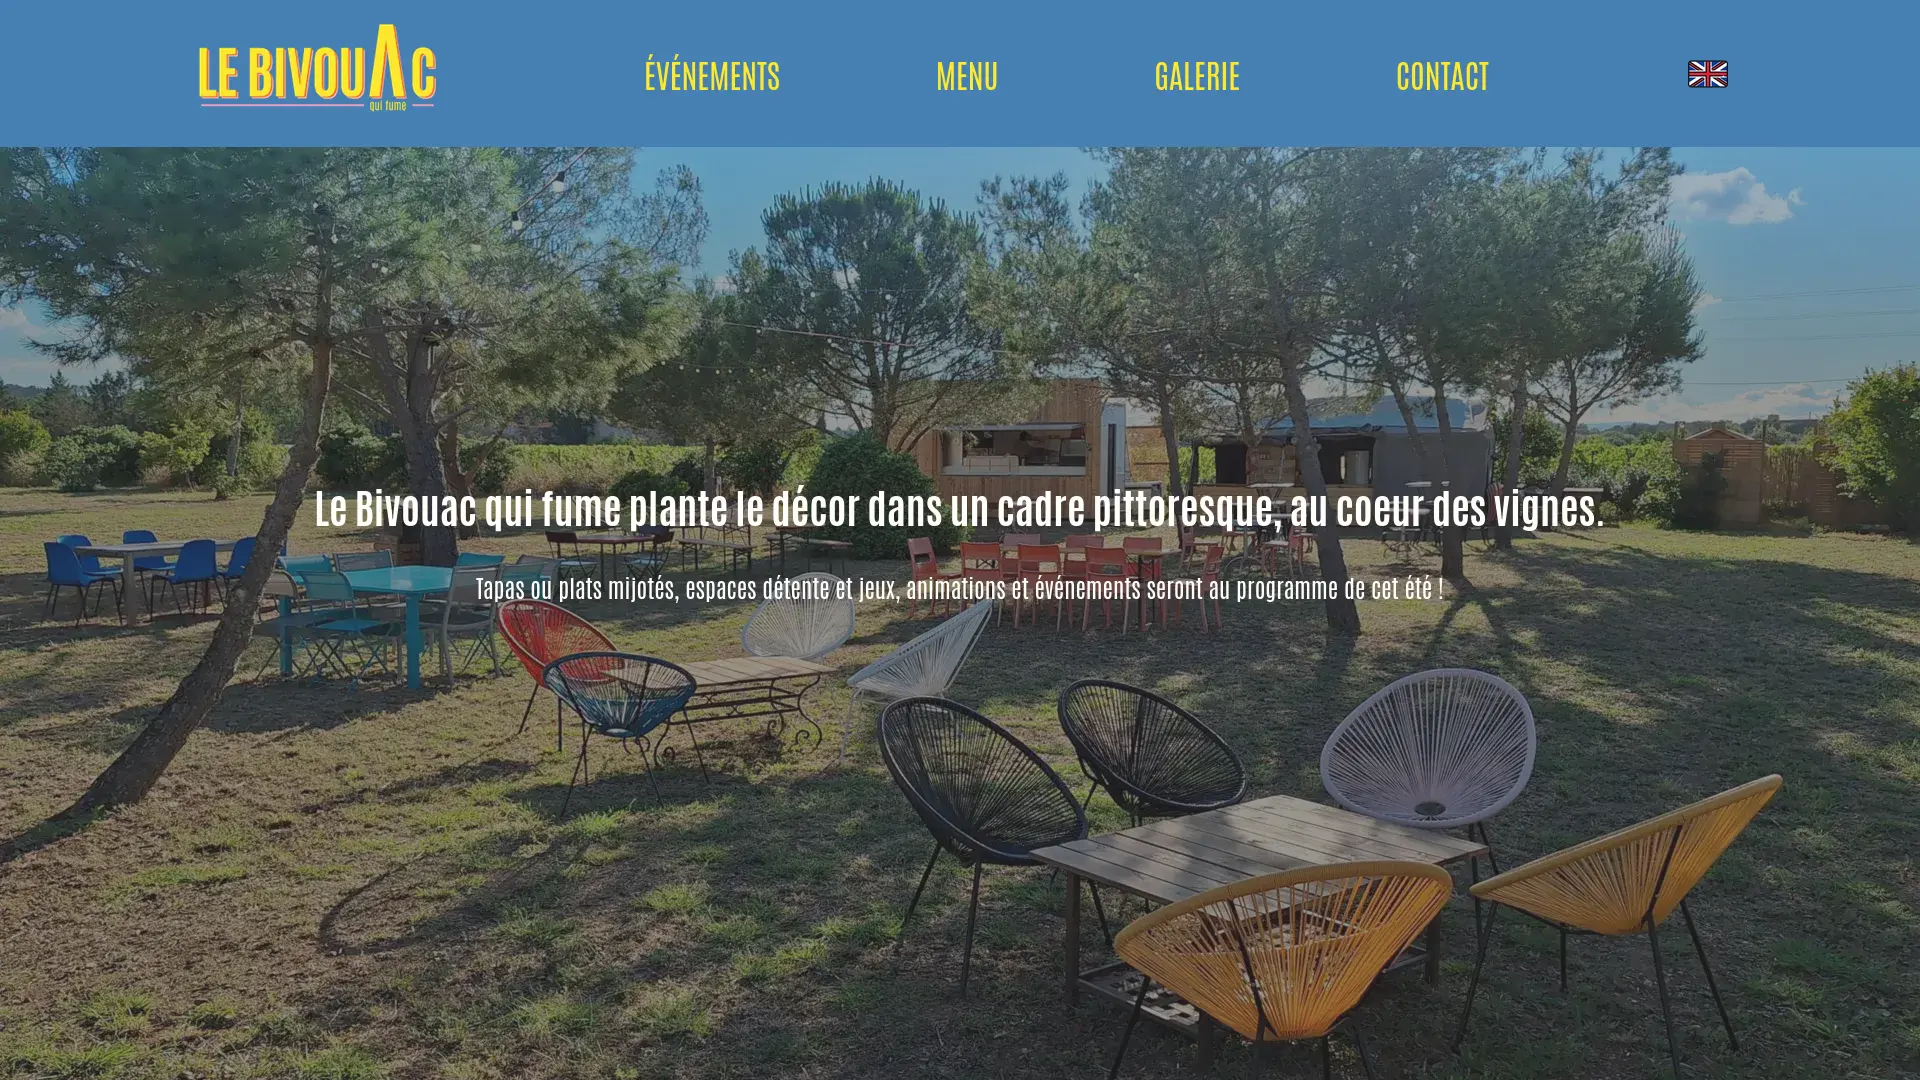 LE BIVOUAC
qui fume
ÉVÉNEMENTS
MENU
GALERIE
CONTACT
Le Bivouac qui fume plante le décor dans un cadre pittoresque, au coeur des vignes.
Tapas ou plats mijotés, espaces détente et jeux, animations et événements seront au programme de cet été !